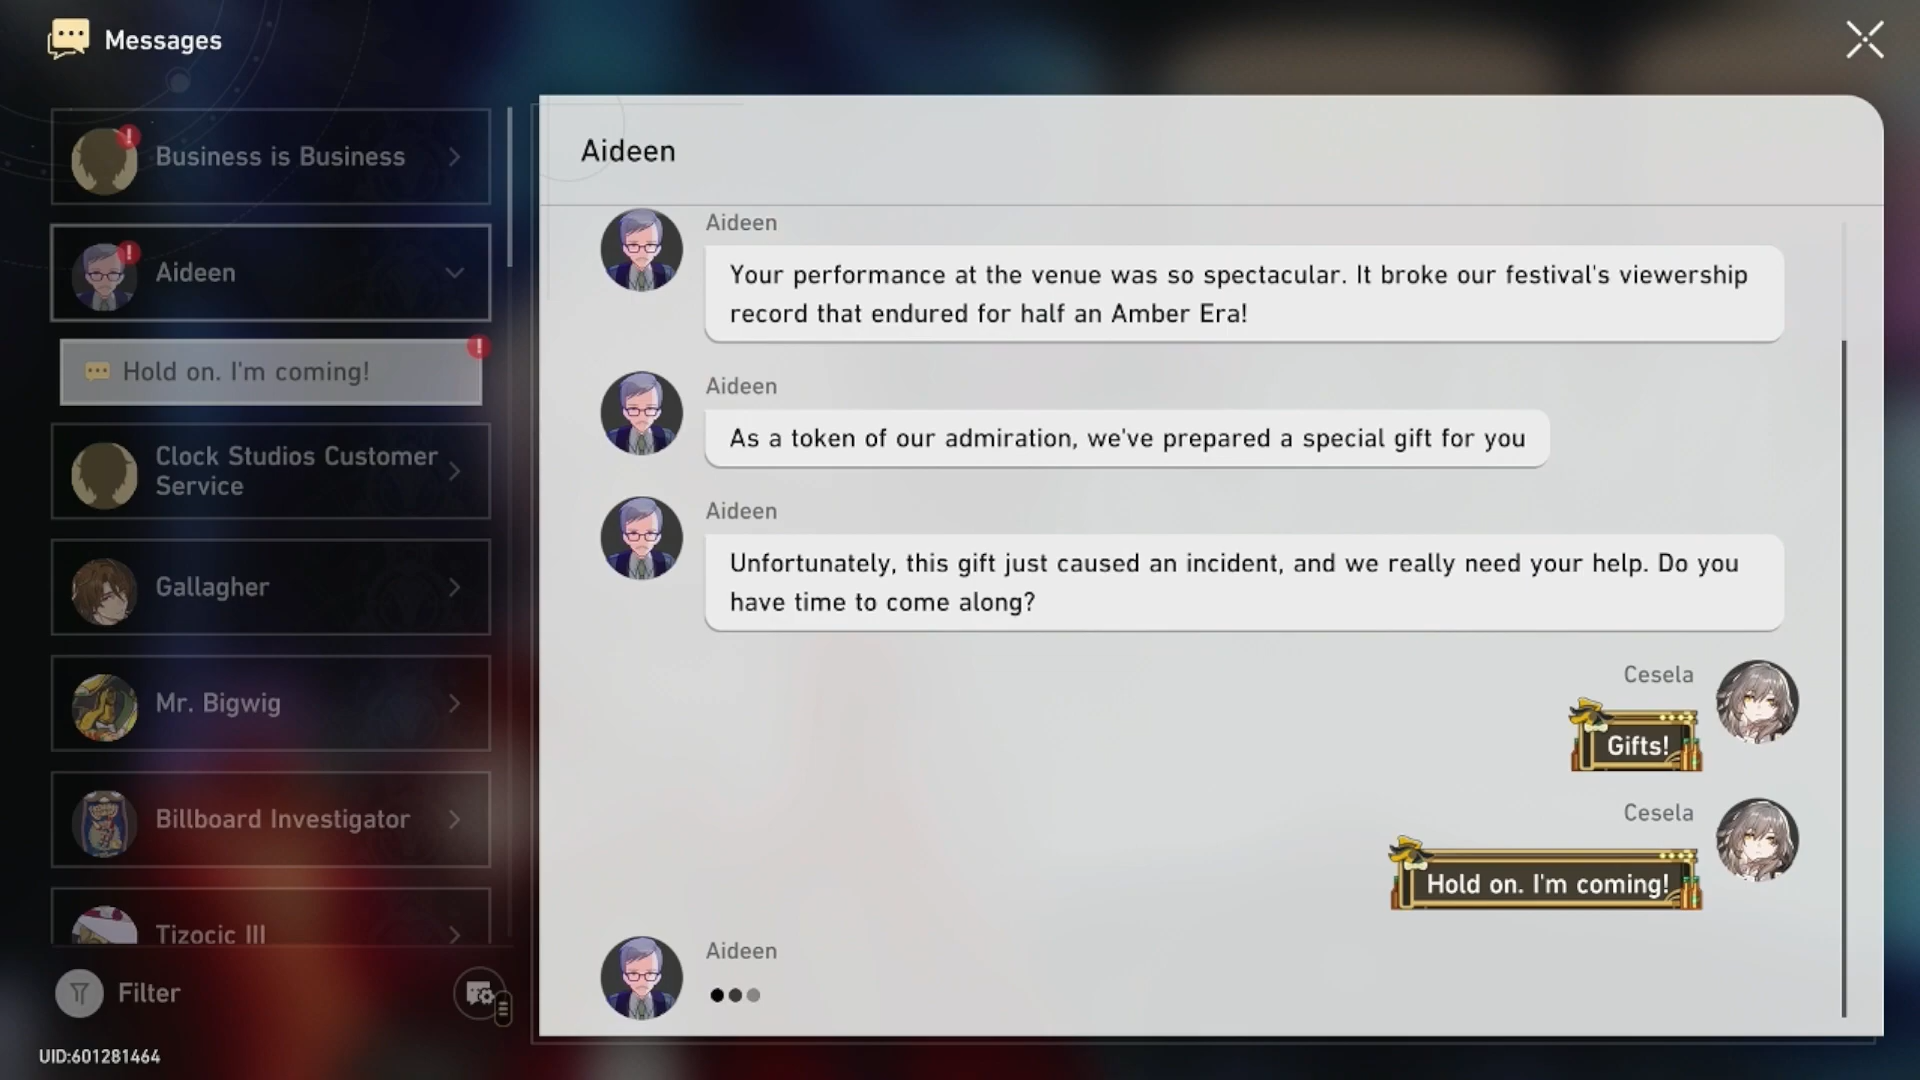 Messages
Business is Business
Aideen
Hold on. I'm coming!
Clock Studios Customer
Service
Gallagher
Mr. Bigwig
Billboard Investigator
Tizocic III
Filter
UID:601281464
Aideen
Aideen
Your performance at the venue was so spectacular. It broke our festival's viewership
record that endured for half an Amber Era!
Aideen
As a token of our admiration, we've prepared a special gift for you
Aideen
Unfortunately, this gift just caused an incident, and we really need your help. Do you
have time to come along?
Cesela
Gifts!
Cesela
Hold on. I'm coming!
Aideen